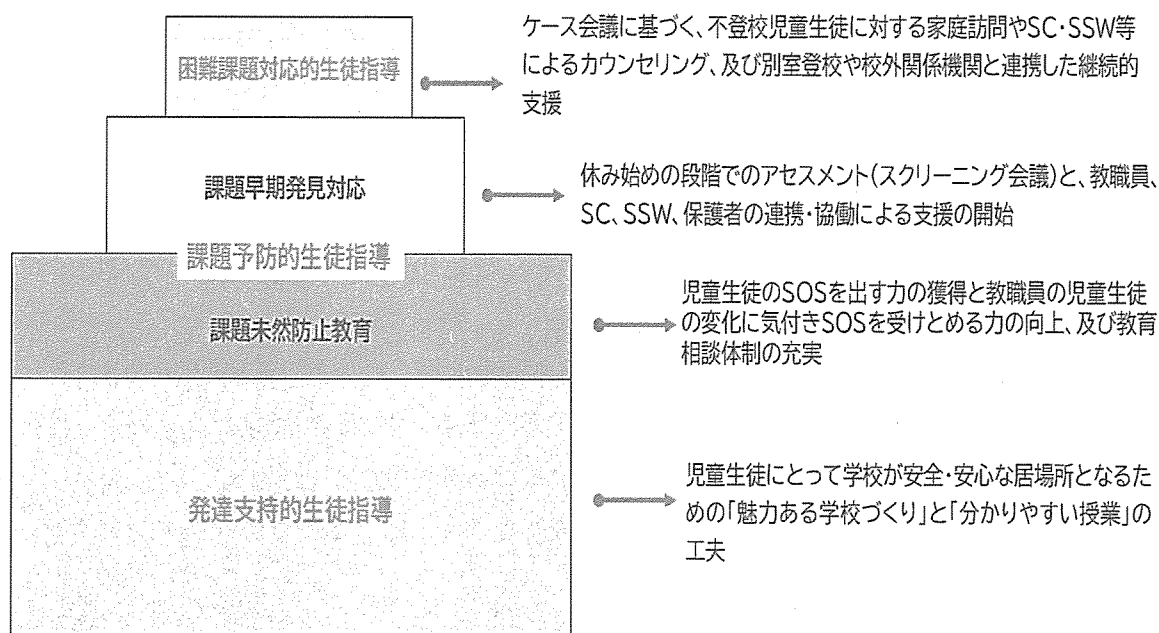 困難課題対応的生徒指導
ケース会議に基づく、不登校児童生徒に対する家庭訪問やSC・SSW等
によるカウンセリング、及び別室登校や校外関係機関と連携した継続的
支援
課題早期発見対応
休み始めの段階でのアセスメント(スクリーニング会議)と、教職員、
SC、SSW、保護者の連携・協働による支援の開始
課題予防的生徒指導
課題未然防止教育
児童生徒のSOSを出す力の獲得と教職員の児童生徒
の変化に気付きSOSを受けとめる力の向上、及び教育
相談体制の充実
発達支持的生徒指導
児童生徒にとって学校が安全・安心な居場所となるた
めの「魅力ある学校づくり」と「分かりやすい授業」の
工夫